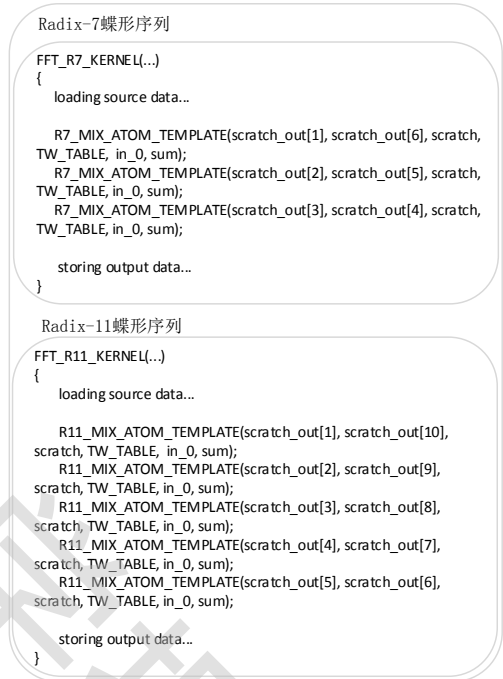 Radix-7蝶形序列
FFT_R7_KERNEL(...)
{
loading source data...
R7_MIX_ATOM_TEMPLATE(scratch_out[1], scratch_out[6], scratch,
TW_TABLE, in_0, sum);
R7_MIX_ATOM_TEMPLATE(scratch_out[2], scratch_out[5], scratch,
TW_TABLE, in_0, sum);
R7_MIX_ATOM_TEMPLATE(scratch_out[3], scratch_out[4], scratch,
TW_TABLE, in_0, sum);
storing output data...
}
Radix-11蝶形序列
FFT_R11_KERNEL(...)
{
loading source data...
R11_MIX_ATOM_TEMPLATE(scratch_out[1], scratch_out[10],
scratch, TW_TABLE, in_0, sum);
R11_MIX_ATOM_TEMPLATE(scratch_out[2], scratch_out[9],
scratch, TW_TABLE, in_0, sum);
R11_MIX_ATOM_TEMPLATE(scratch_out[3], scratch_out[8],
scratch, TW_TABLE, in_0, sum);
R11_MIX_ATOM_TEMPLATE(scratch_out[4], scratch_out[7],
scratch, TW_TABLE, in_0, sum);
R11_MIX_ATOM_TEMPLATE(scratch_out[5], scratch_out[6],
scratch, TW_TABLE, in_0, sum);
storing output data...
}